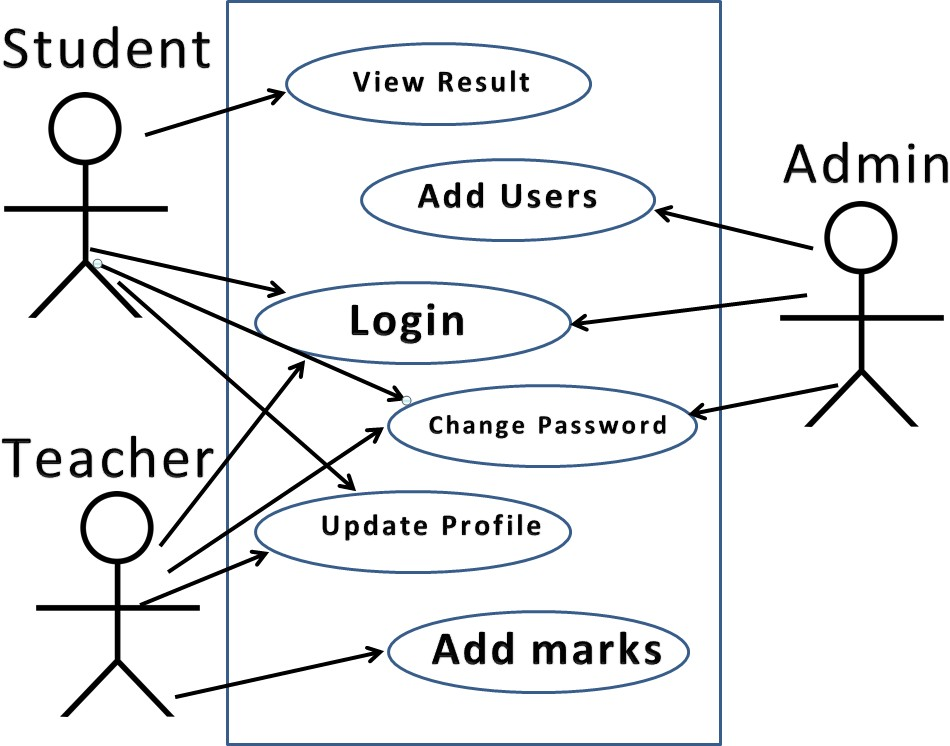 Student
View Result
Admin
Add Users
Login
Change Password
Teacher
Update Profile
Add marks